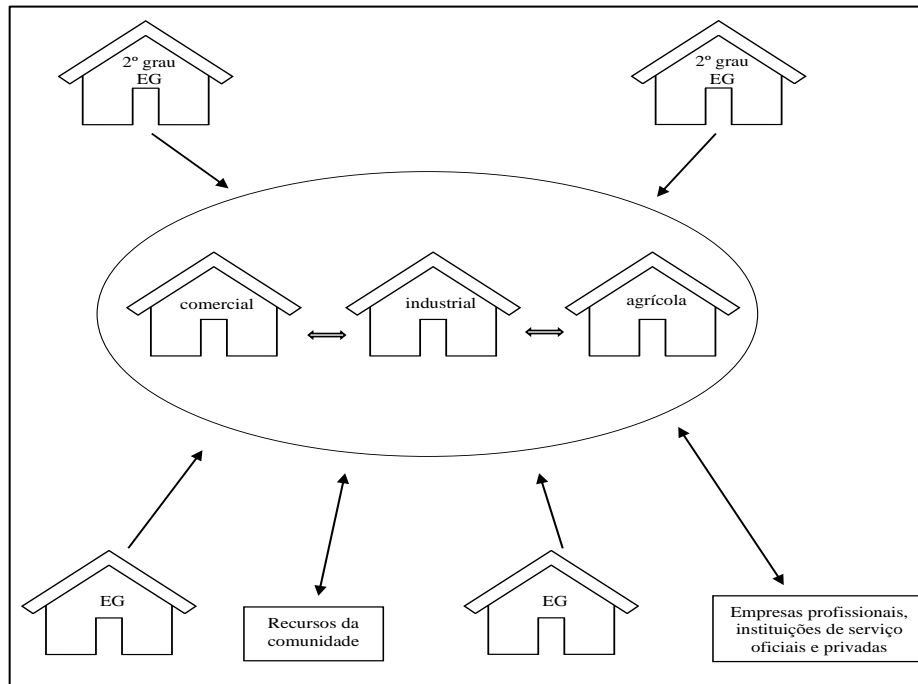 2º grau
EG
2º grau
EG
comercial
industrial
agrícola
EG
Recursos da
comunidade
EG
Empresas profissionais,
instituições de serviço
oficiais e privadas